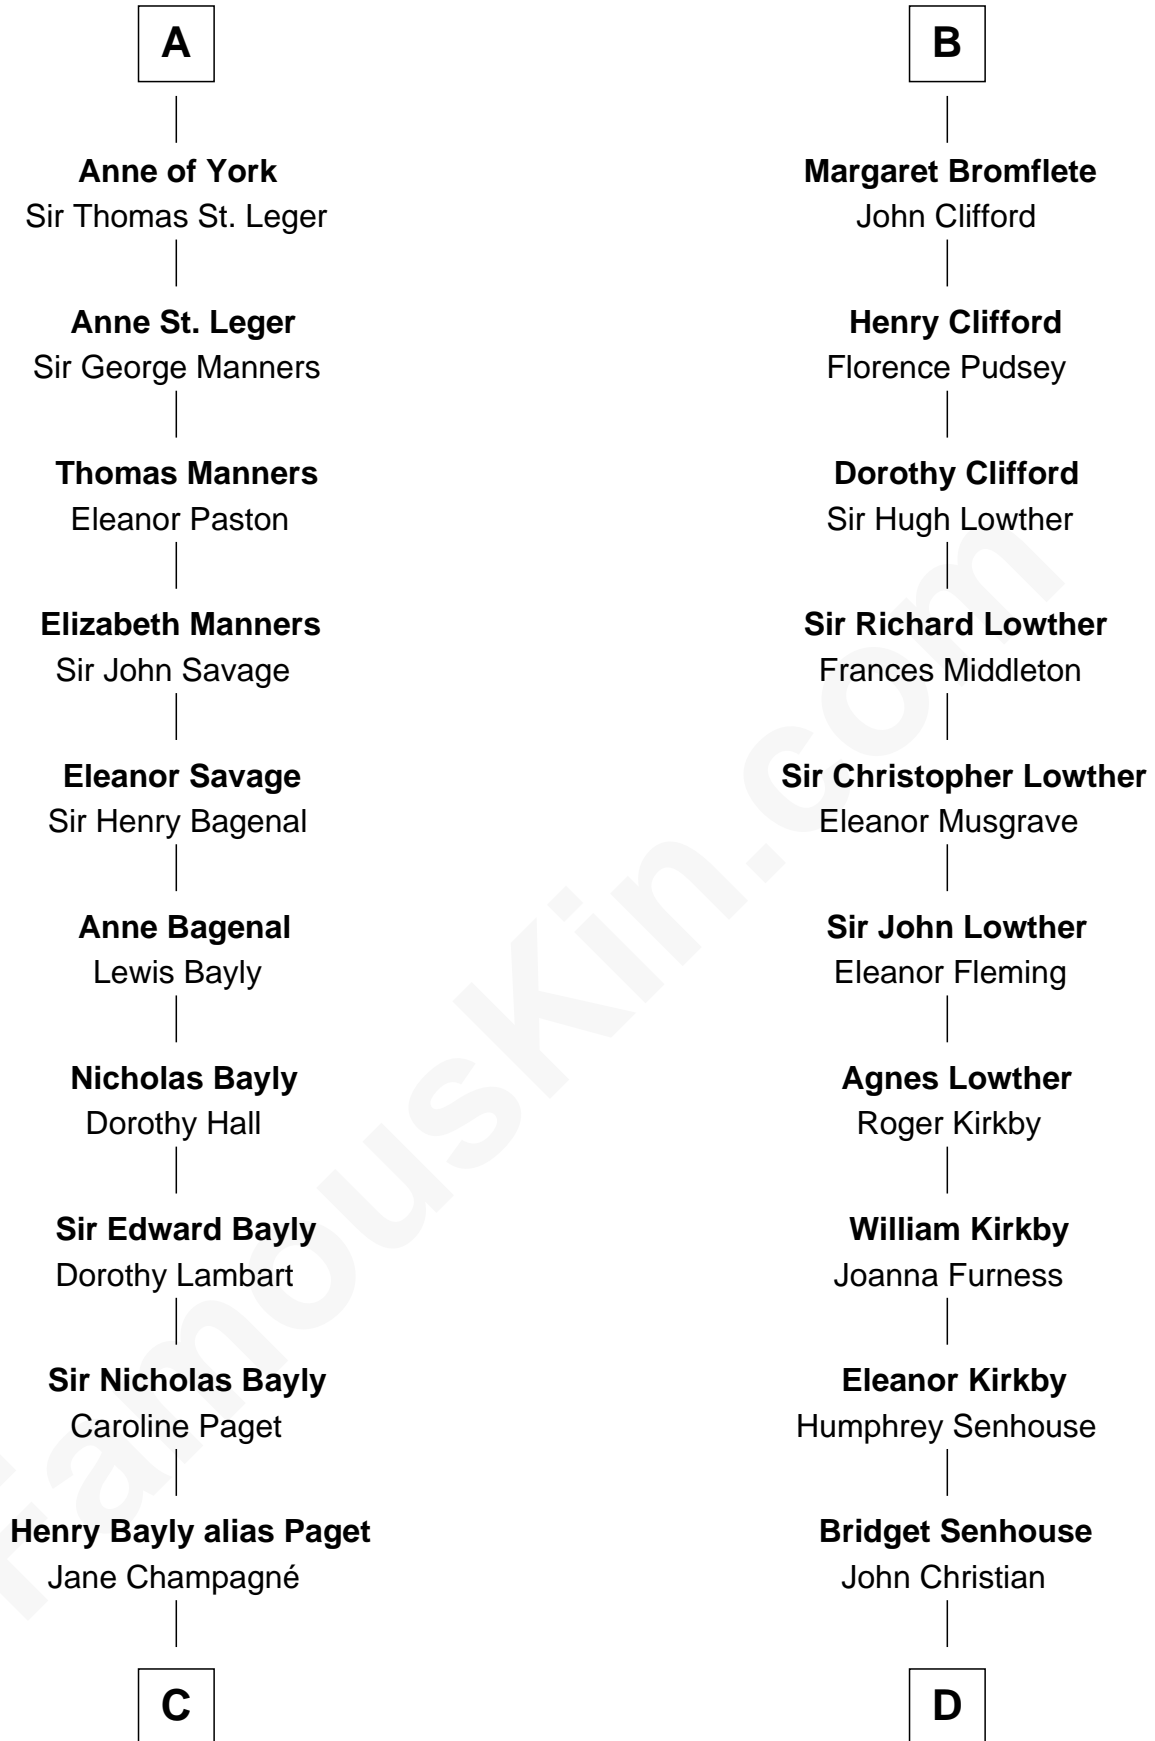 A
Anne of York
Sir Thomas St. Leger
Anne St. Leger
Sir George Manners
Thomas Manners
Eleanor Paston
Elizabeth Manners
Sir John Savage
Eleanor Savage
Sir Henry Bagenal
Anne Bagenal
Lewis Bayly
Nicholas Bayly
Dorothy Hall
Sir Edward Bayly
Dorothy Lambart
Sir Nicholas Bayly
Caroline Paget
Henry Bayly alias Paget
Jane Champagné
C
B
Margaret Bromflete
John Clifford
Henry Clifford
Florence Pudsey
Dorothy Clifford
Sir Hugh Lowther
Sir Richard Lowther
Frances Middleton
Sir Christopher Lowther
Eleanor Musgrave
Sir John Lowther
Eleanor Fleming
Agnes Lowther
Roger Kirkby
William Kirkby
Joanna Furness
Eleanor Kirkby
Humphrey Senhouse
Bridget Senhouse
John Christian
D
FamousKin.com